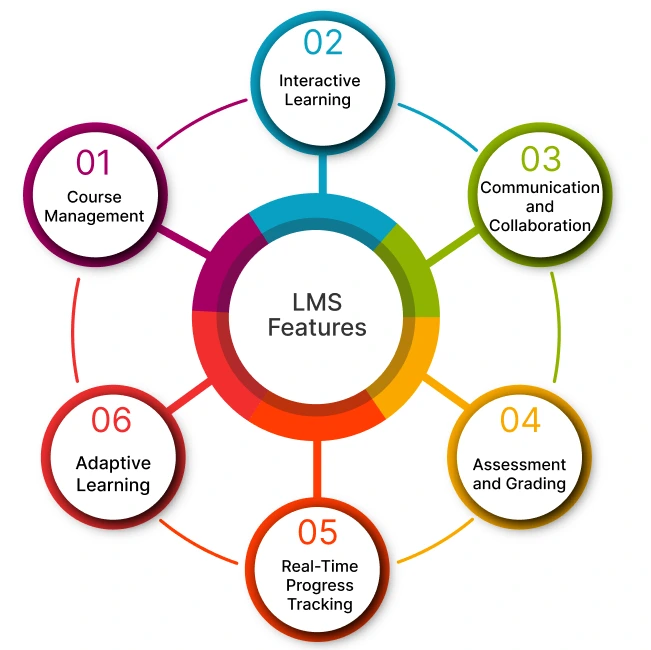 LMS
Features
01
Course
Management
02
Interactive
Learning
03
Communication
and
Collaboration
04
Assessment
and Grading
05
Real-Time
Progress
Tracking
06
Adaptive
Learning